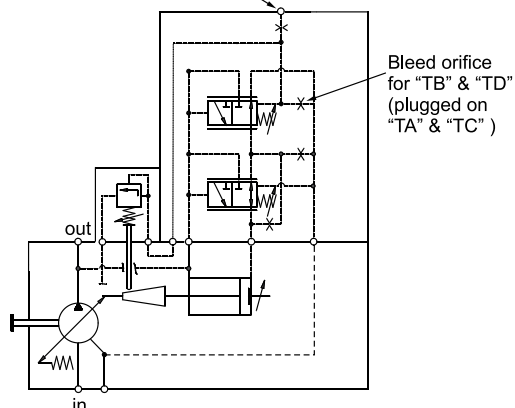 Bleed orifice
for “TB” & “TD”
(plugged on
“TA” & “TC” )
out
in